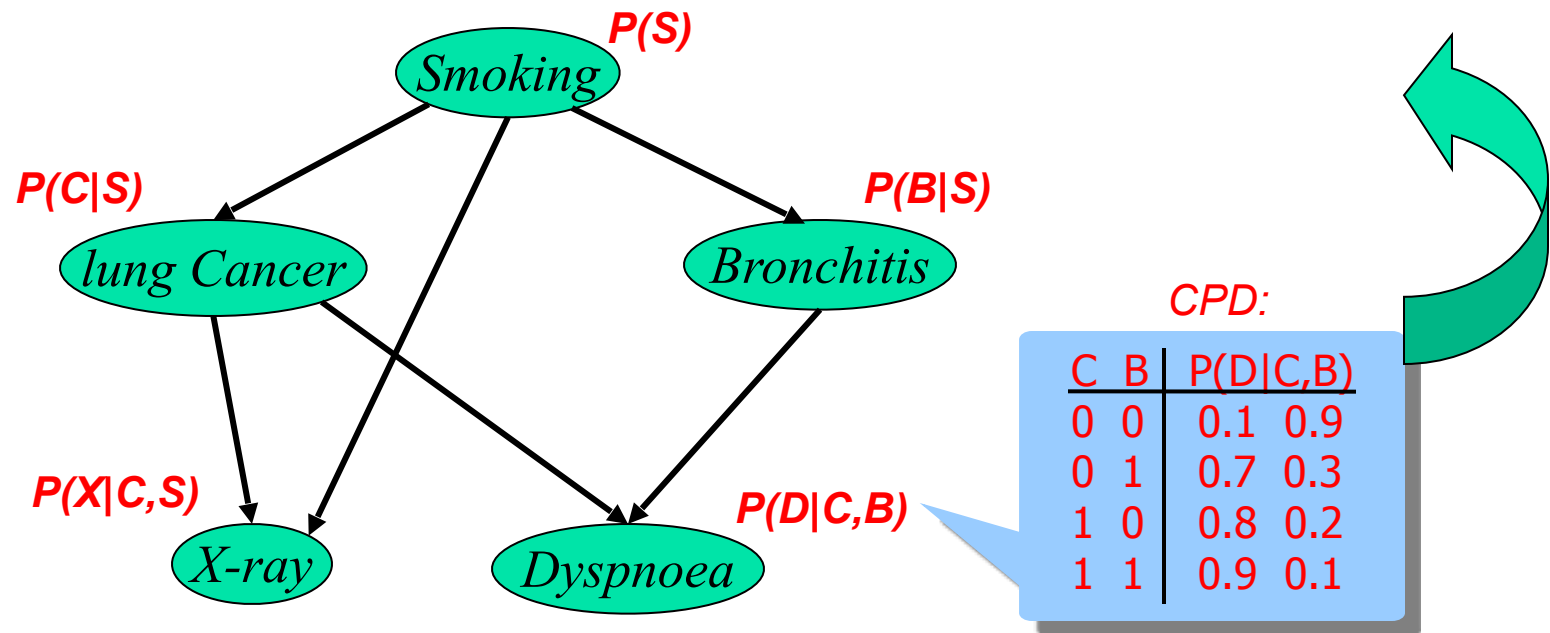 P(S)
Smoking
P(C|S)
P(B|S)
lung Cancer
Bronchitis
P(X|C,S)
X-ray
P(D|C,B)
Dyspnoea
CPD:
C B P(D|C,B)
0 0 0.1 0.9
0 1 0.7 0.3
1 0 0.8 0.2
1 1 0.9 0.1